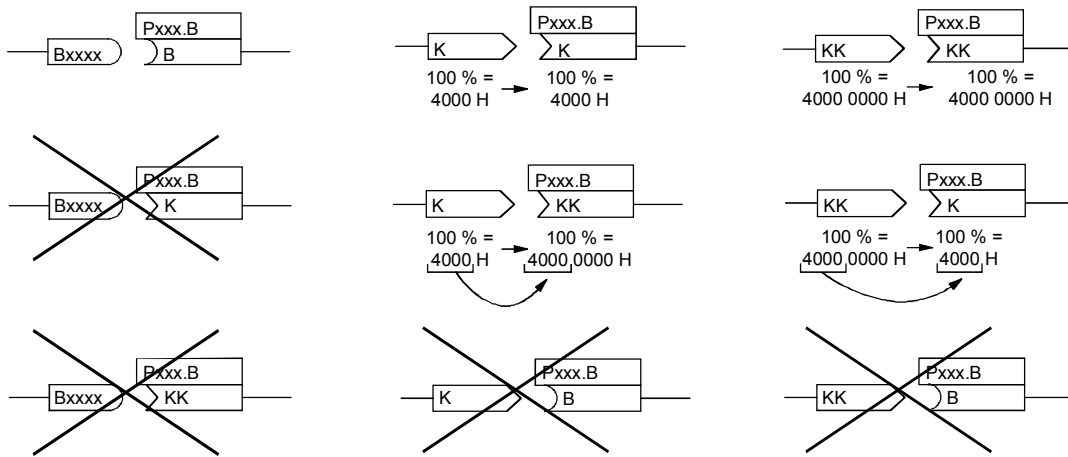 Pxxx.B
Bxxxx B
Pxxx.B
K K
100 % = 100 % =
4000 H 4000 H
Pxxx.B
KK KK
100 % = 100 % =
4000 0000 H 4000 0000 H
Pxxx.B
Bxxxx K
Pxxx.B
K KK
100 % = 100 % =
4000 H 4000 0000 H
Pxxx.B
KK K
100 % = 100 % =
4000 0000 H 4000 H
Pxxx.B
Bxxxx KK
Pxxx.B
K B
Pxxx.B
KK B